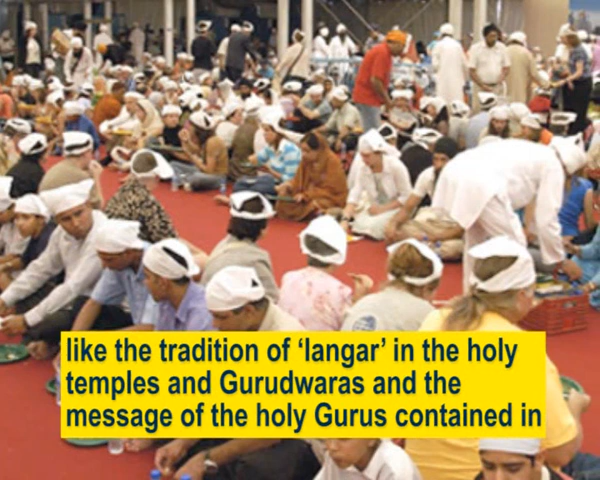 like the tradition of ‘langar’ in the holy
temples and Gurudwaras and the
message of the holy Gurus contained in